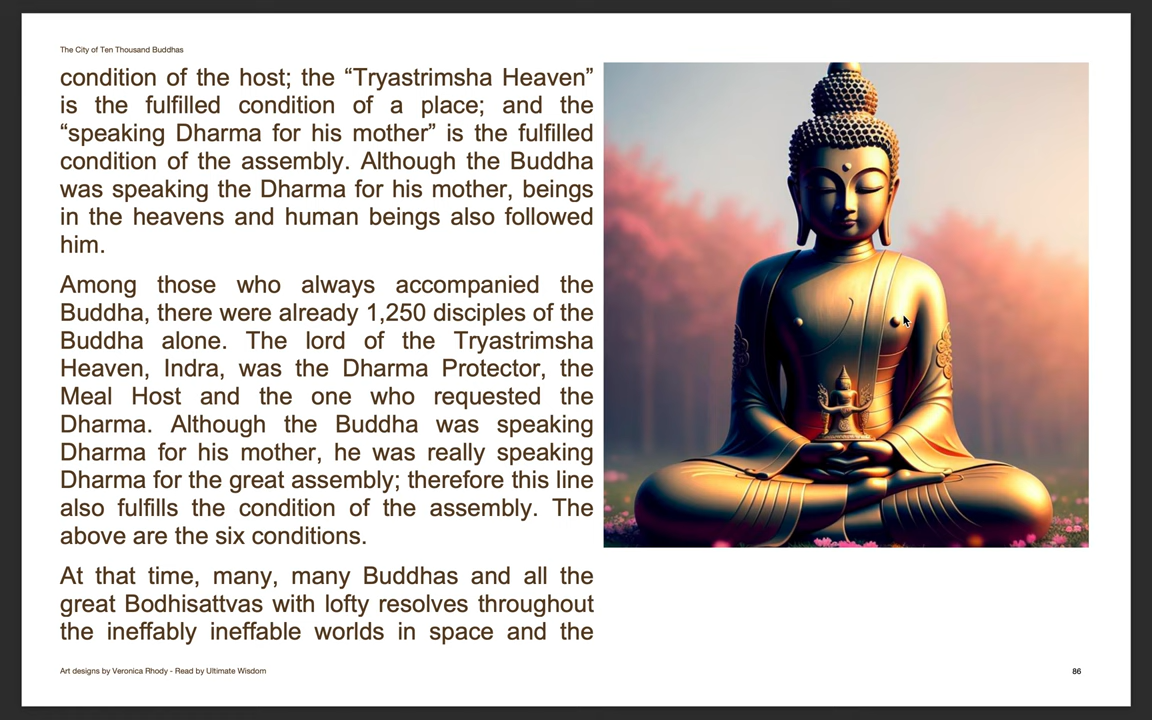 The City of Ten Thousand Buddhas
condition of the host; the “Tryastrimsha Heaven”
is the fulfilled condition of a place; and the
“speaking Dharma for his mother” is the fulfilled
condition of the assembly. Although the Buddha
was speaking the Dharma for his mother, beings
in the heavens and human beings also followed
him.
Among those who always accompanied the
Buddha, there were already 1,250 disciples of the
Buddha alone. The lord of the Tryastrimsha
Heaven, Indra, was the Dharma Protector, the
Meal Host and the one who requested the
Dharma. Although the Buddha was speaking
Dharma for his mother, he was really speaking
Dharma for the great assembly; therefore this line
also fulfills the condition of the assembly. The
above are the six conditions.
At that time, many, many Buddhas and all the
great Bodhisattvas with lofty resolves throughout
the ineffably ineffable worlds in space and the
Art designs by Veronica Rhody - Read by Ultimate Wisdom
86